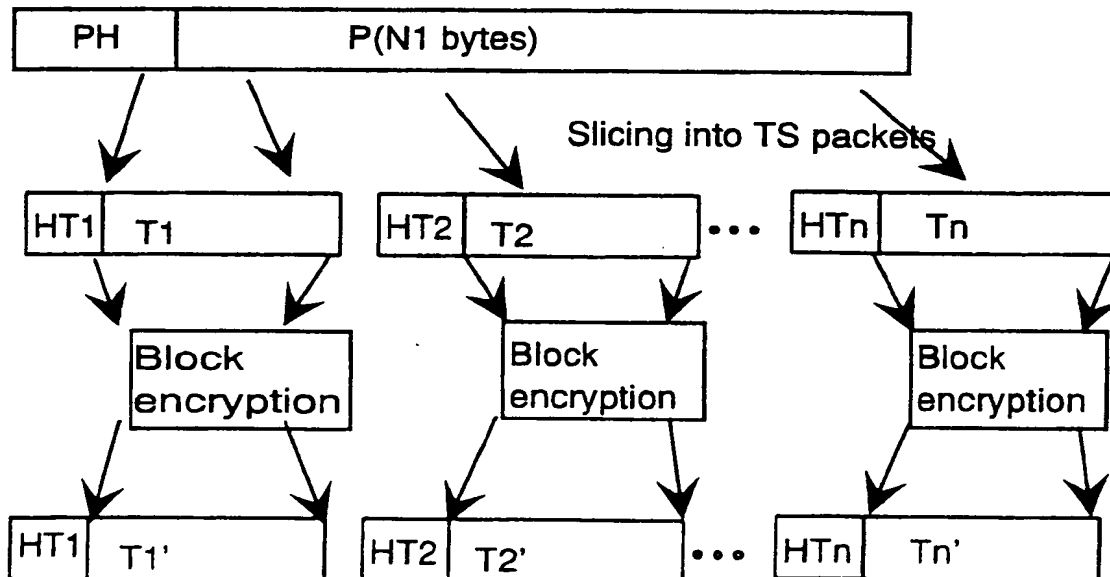 PH P(N1 bytes)
Slicing into TS packets
HT1 T1 HT2 T2 ••• HTn Tn
Block encryption Block encryption Block encryption
HT1 T1' HT2 T2' ••• HTn Tn'